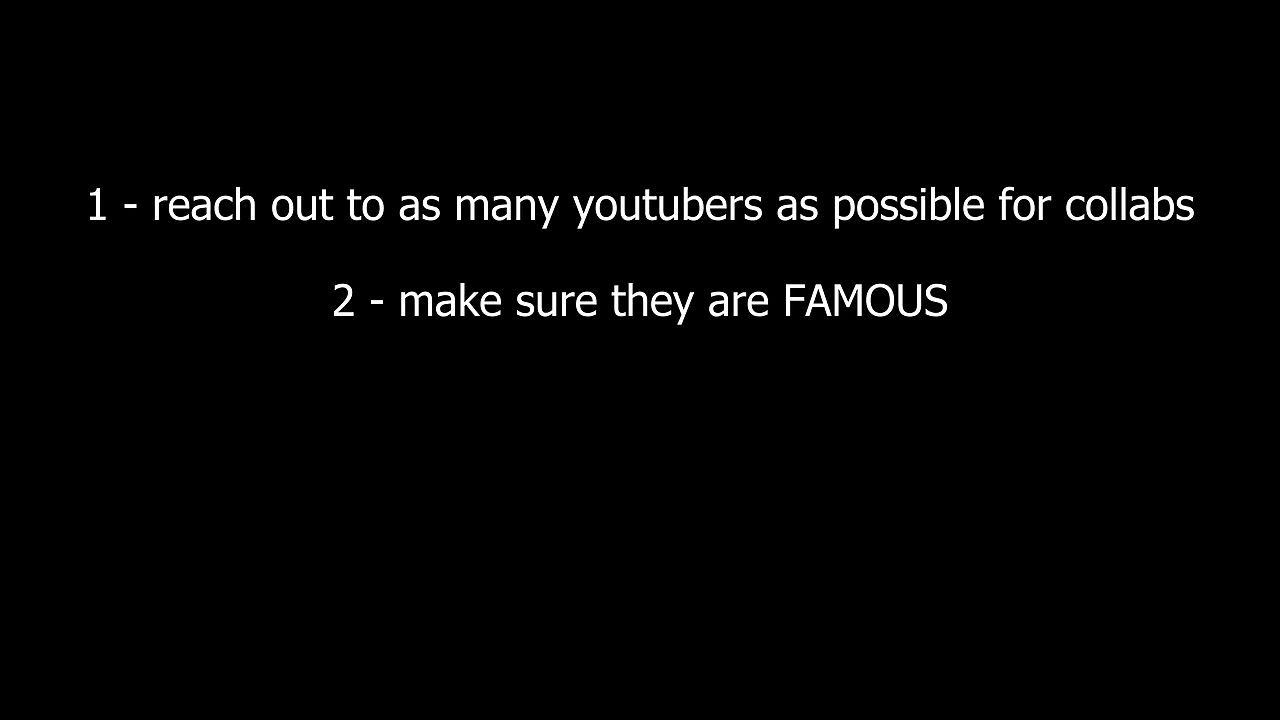 1 - reach out to as many youtubers as possible for collabs
2 - make sure they are FAMOUS